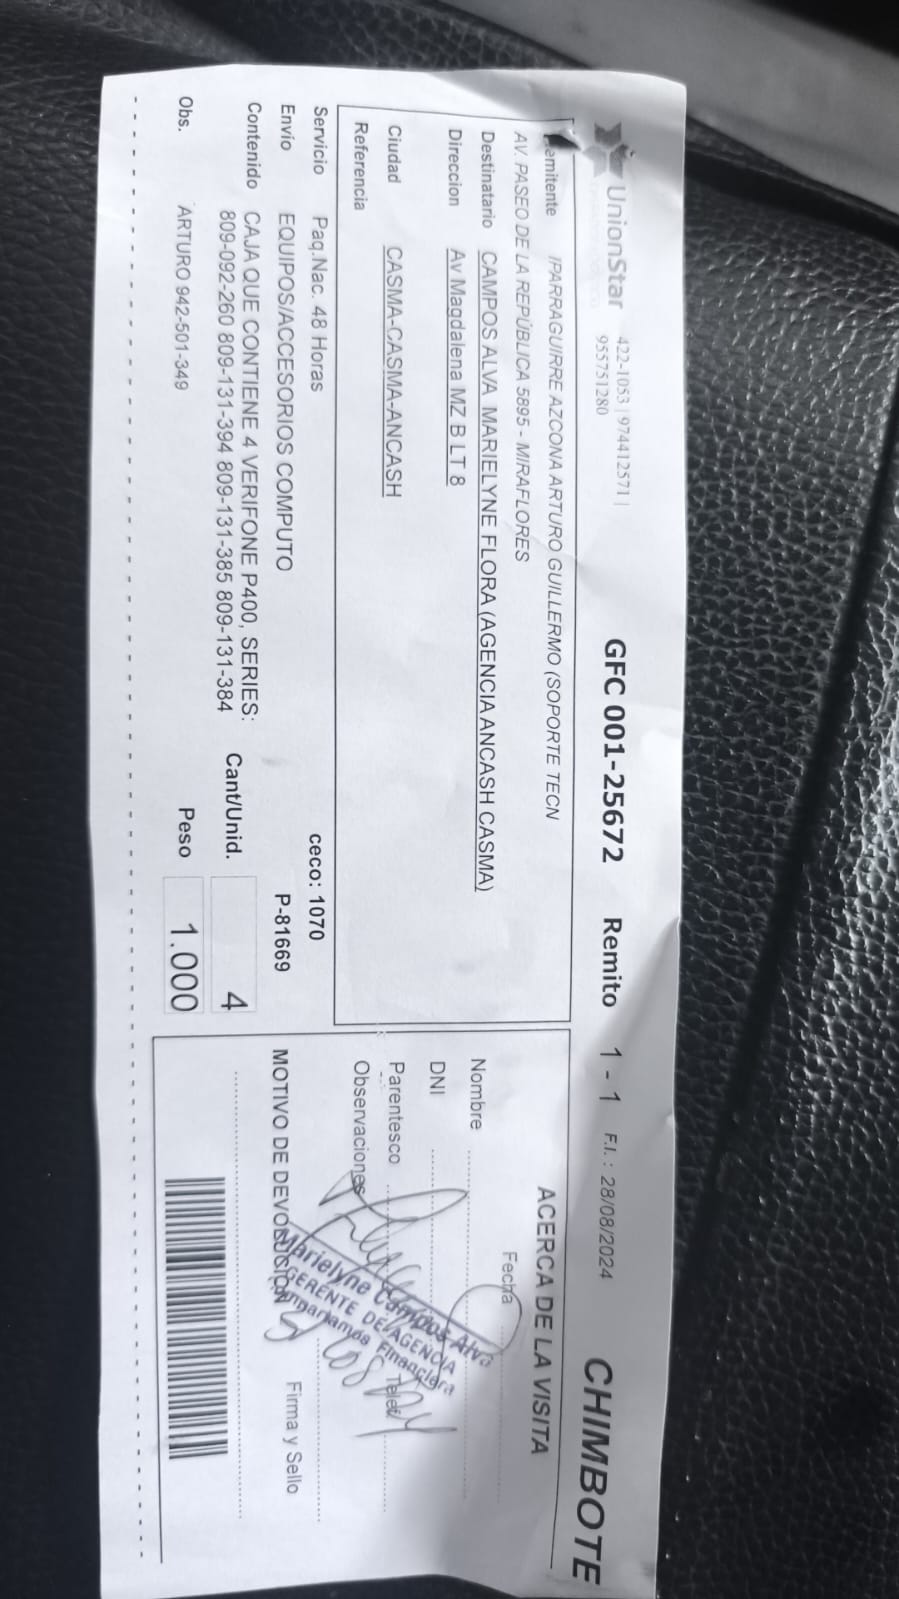 UnionStar
422-1053 | 974412571 |
955751280
GFC 001-25672 Remito 1 - 1 F.I. : 28/08/2024 CHIMBOTE
emitente IPARRAGUIRRE AZCONA ARTURO GUILLERMO (SOPORTE TECN
AV. PASEO DE LA REPÚBLICA 5895 - MIRAFLORES
Destinatario CAMPOS ALVA MARIELYNE FLORA (AGENCIA ANCASH CASMA)
Direccion Av Magdalena MZ B LT 8
Ciudad CASMA-CASMA-ANCASH
Referencia
Servicio Paq.Nac. 48 Horas ceco: 1070
Envío EQUIPOS/ACCESORIOS COMPUTO P-81669
Contenido CAJA QUE CONTIENE 4 VERIFONE P400, SERIES:
809-092-260 809-131-394 809-131-385 809-131-384
Cant/Unid. 4
Obs. ARTURO 942-501-349
Peso 1.000
ACERCA DE LA VISITA
Fecha
Nombre
DNI
Parentesco Telef
Observaciones
MOTIVO DE DEVOLUCION
Firma y Sello
Marielyne Campos Alva
GERENTE DE AGENCIA
Financiera